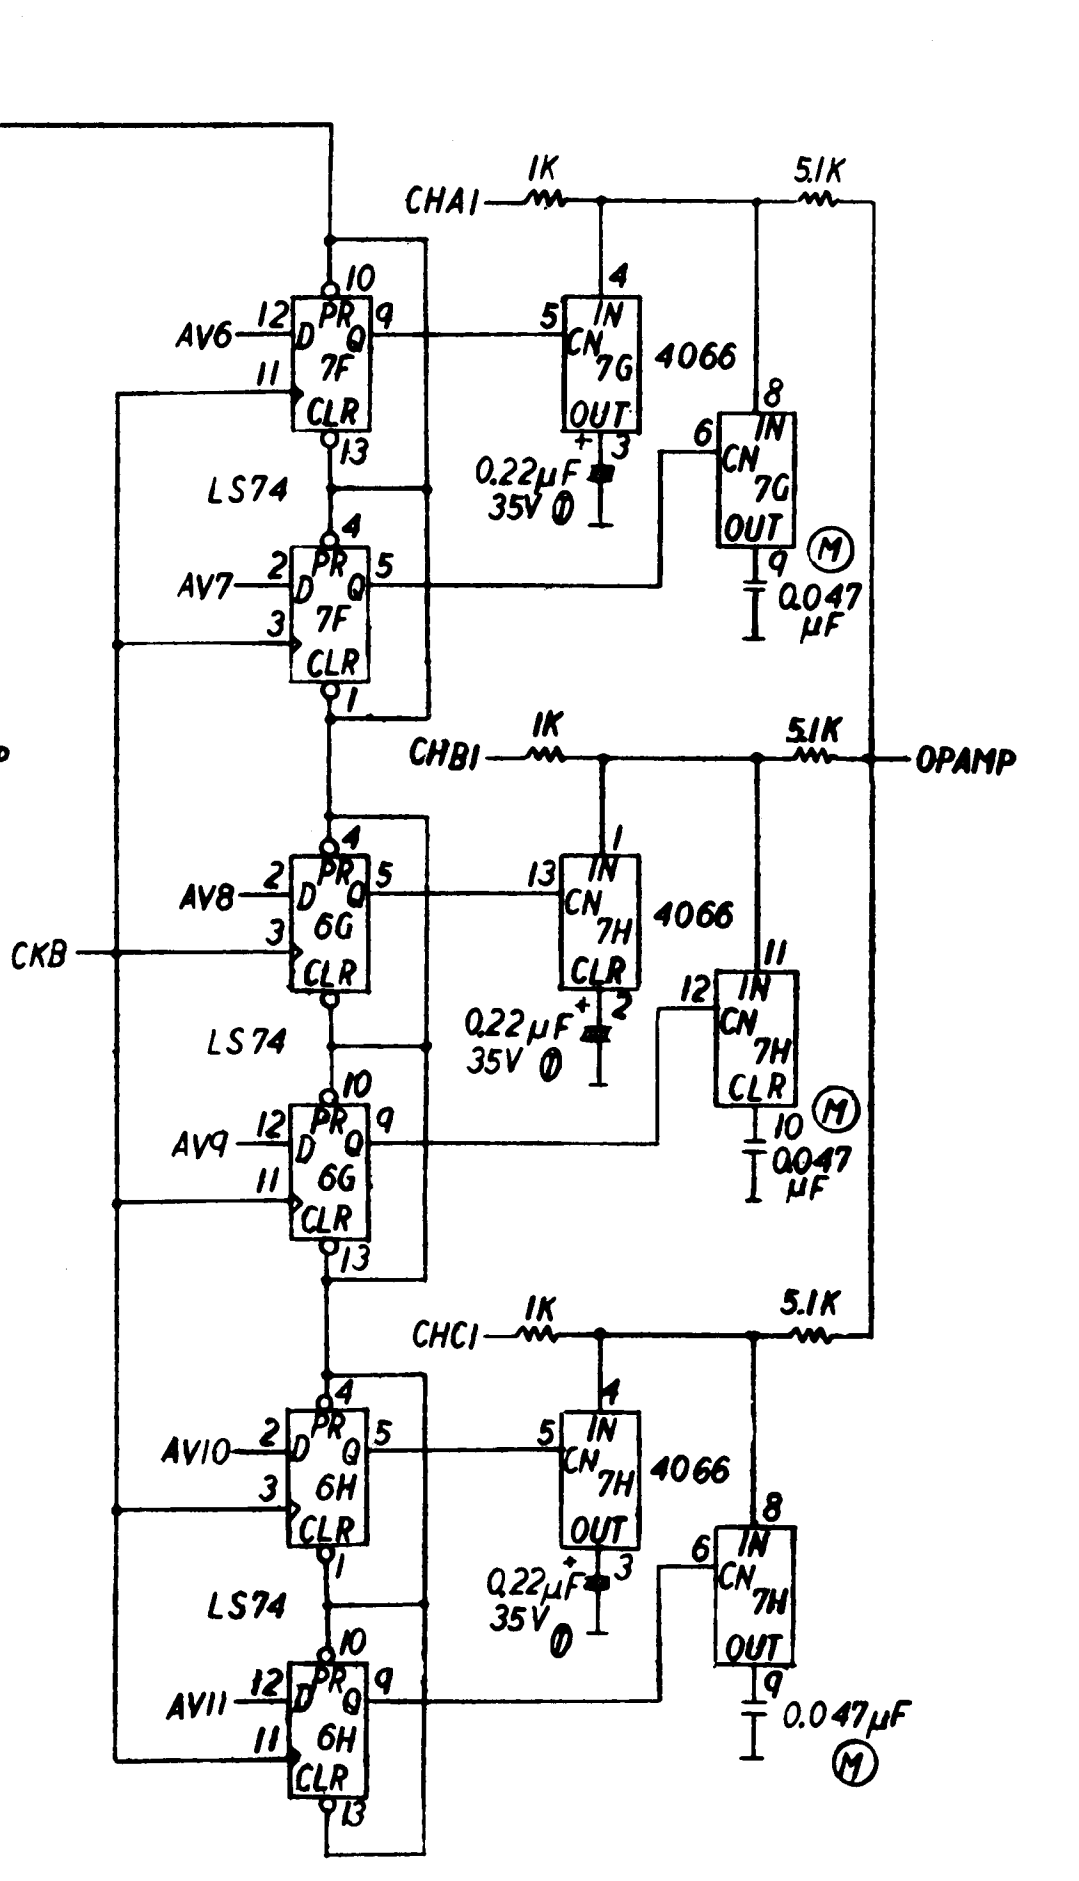 1K
5.1K
CHA1
10
4
12 PR 9
AV6 D Q
7F
11
CLR
13
5 IN
CN
7G
OUT
4066
+ 3
0.22µF
35V
8
6 IN
CN
7G
OUT
9 M
0.047
µF
LS74
4
2 PR 5
AV7 D Q
7F
3
CLR
1
1K
5.1K
CHB1
OPAMP
4
2 PR 5
AV8 D Q
6G
3
CKB
CLR
1
13 IN
CN
7H
CLR
4066
+ 2
0.22µF
35V
11
12 IN
CN
7H
CLR
10 M
0.047
µF
LS74
10
12 PR 9
AV9 D Q
6G
11
CLR
13
1K
5.1K
CHC1
4
2 PR 5
AV10 D Q
6H
3
CLR
1
4
5 IN
CN
7H
OUT
4066
+ 3
0.22µF
35V
8
6 IN
CN
7H
OUT
9
0.047µF
M
LS74
10
12 PR 9
AV11 D Q
6H
11
CLR
13